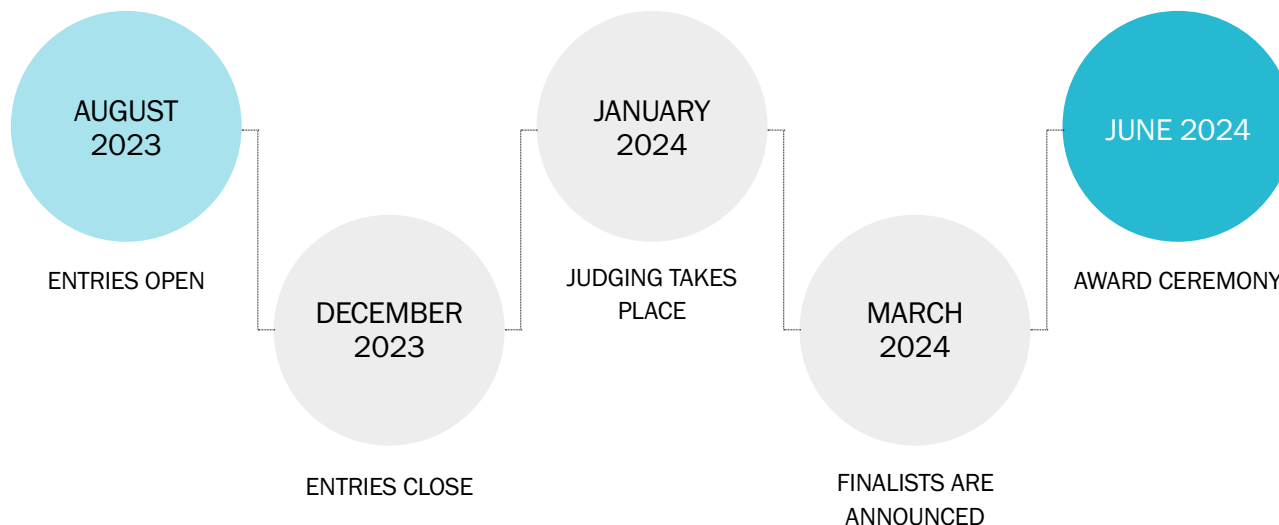 AUGUST
2023
ENTRIES OPEN
DECEMBER
2023
ENTRIES CLOSE
JANUARY
2024
JUDGING TAKES
PLACE
MARCH
2024
FINALISTS ARE
ANNOUNCED
JUNE 2024
AWARD CEREMONY